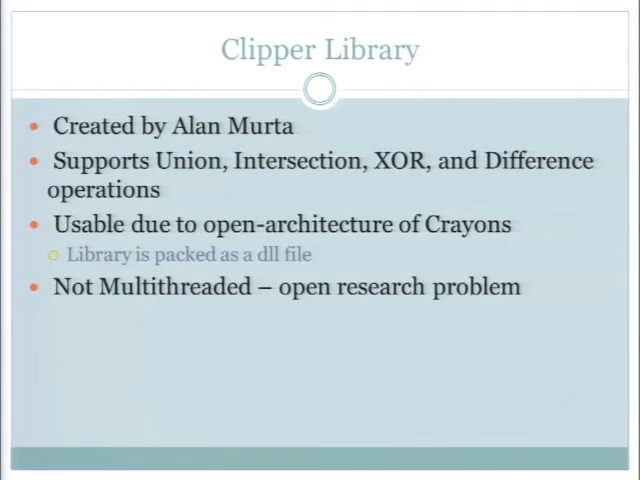 Clipper Library
Created by Alan Murta
Supports Union, Intersection, XOR, and Difference
operations
Usable due to open-architecture of Crayons
Library is packed as a dll file
Not Multithreaded – open research problem